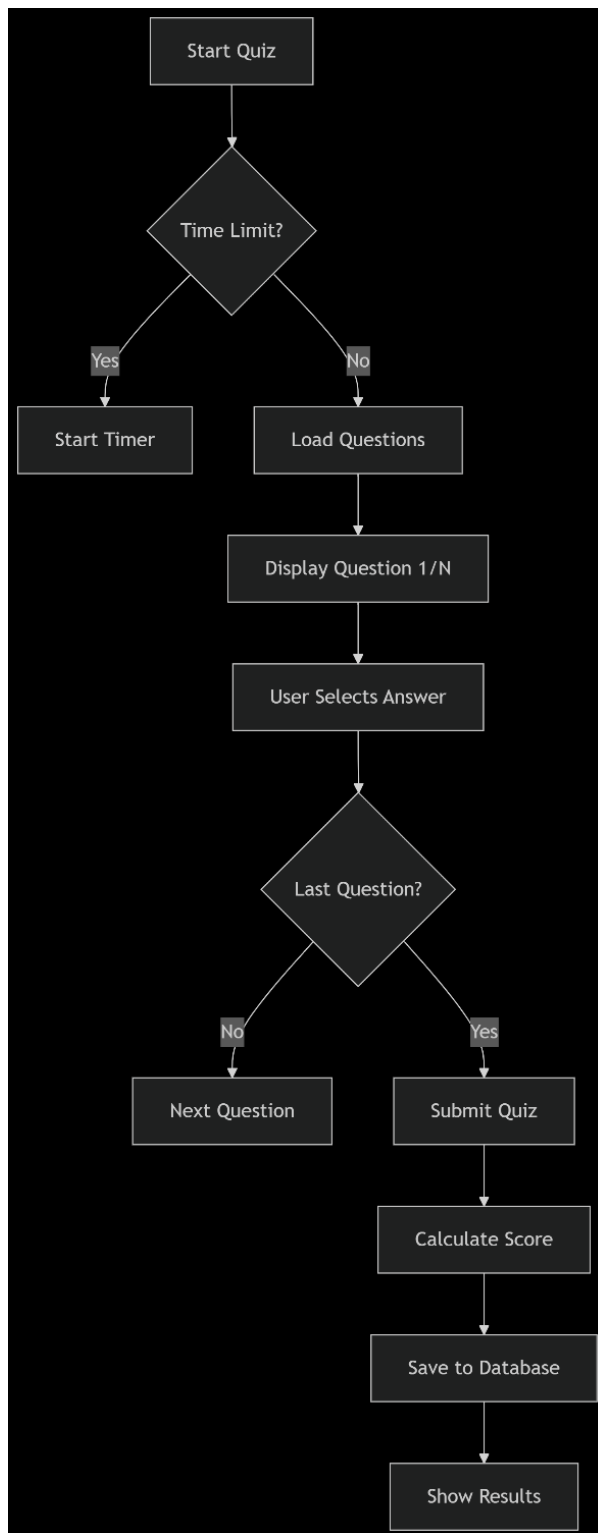 Start Quiz
Time Limit?
Yes
No
Start Timer
Load Questions
Display Question 1/N
User Selects Answer
Last Question?
No
Yes
Next Question
Submit Quiz
Calculate Score
Save to Database
Show Results